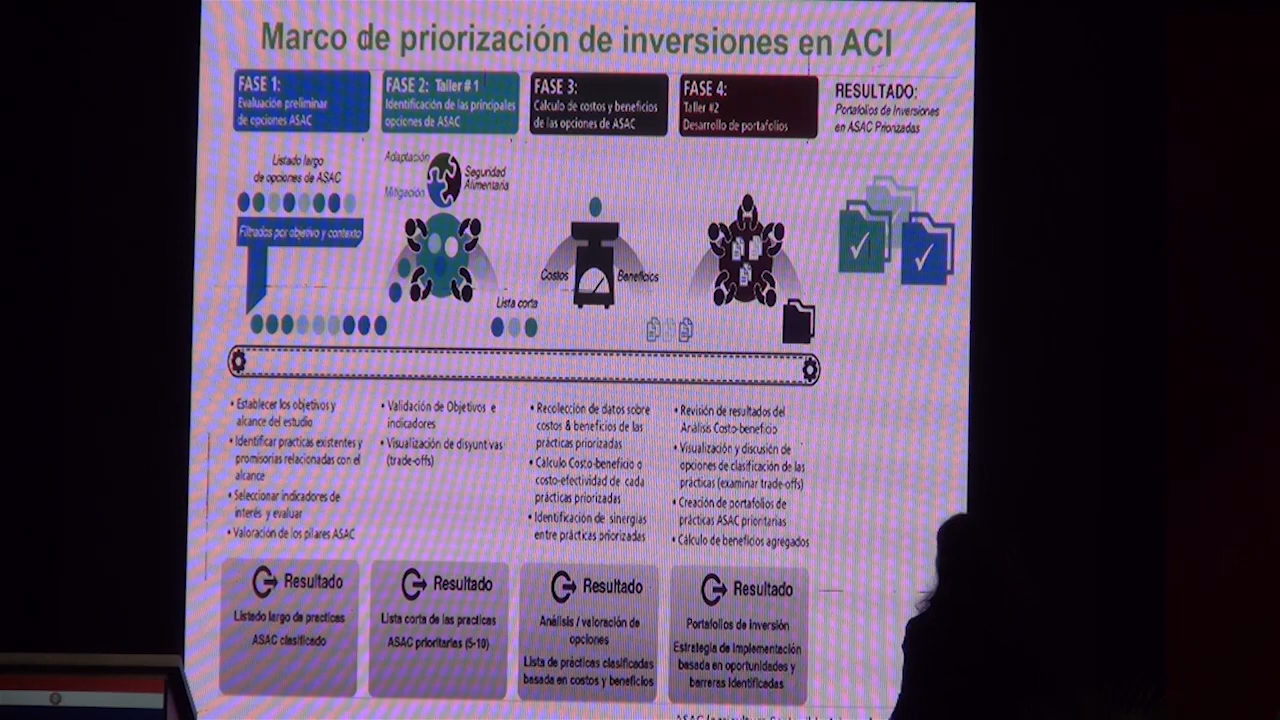 Marco de priorización de inversiones en ACI
FASE 1:
Evaluación preliminar
de opciones ASAC
FASE 2: Taller #1
Identificación de las principales
opciones de ASAC
FASE 3:
Calculo de costos y beneficios
de las opciones de ASAC
FASE 4:
Taller #2
Desarrollo de portafolios
RESULTADO:
Portafolios de Inversiones
en ASAC Priorizadas
Listado largo
de opciones de ASAC
Filtrados por objetivo y contexto
Adaptación
Mitigación
Seguridad
Alimentaria
Lista corta
Costos
Beneficios
• Establecer los objetivos y
alcance del estudio
• Identificar practicas existentes y
promisorias relacionadas con el
alcance
• Seleccionar indicadores de
interés y evaluar
• Valoración de los pilares ASAC
• Validación de Objetivos e
indicadores
• Visualización de disyuntivas
(trade-offs)
• Recolección de datos sobre
costos & beneficios de las
prácticas priorizadas
• Cálculo Costo-beneficio o
costo-efectividad de cada
prácticas priorizadas
• Identificación de sinergias
entre prácticas priorizadas
• Revisión de resultados del
Análisis Costo-beneficio
• Visualización y discusión de
opciones de clasificación de las
prácticas (examinar trade-offs)
• Creación de portafolios de
prácticas ASAC prioritarias
• Cálculo de beneficios agregados
Resultado
Listado largo de practicas
ASAC clasificado
Resultado
Lista corta de las practicas
ASAC prioritarias (5-10)
Resultado
Análisis / valoración de
opciones
Lista de prácticas clasificadas
basada en costos y beneficios
Resultado
Portafolios de inversión
Estrategia de Implementación
basada en oportunidades y
barreras Identificadas